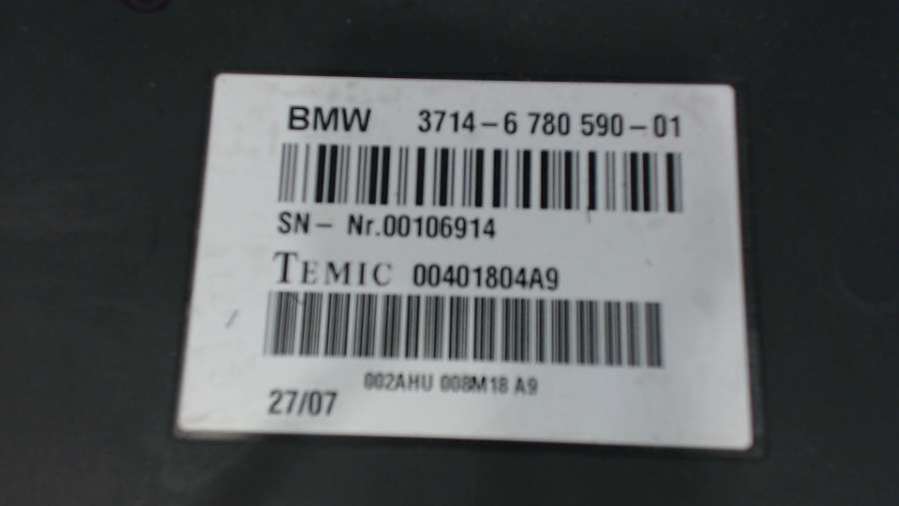 BMW 3714-6 780 590-01
SN- Nr.00106914
TEMIC 00401804A9
002AHU 008M18 A9
27/07